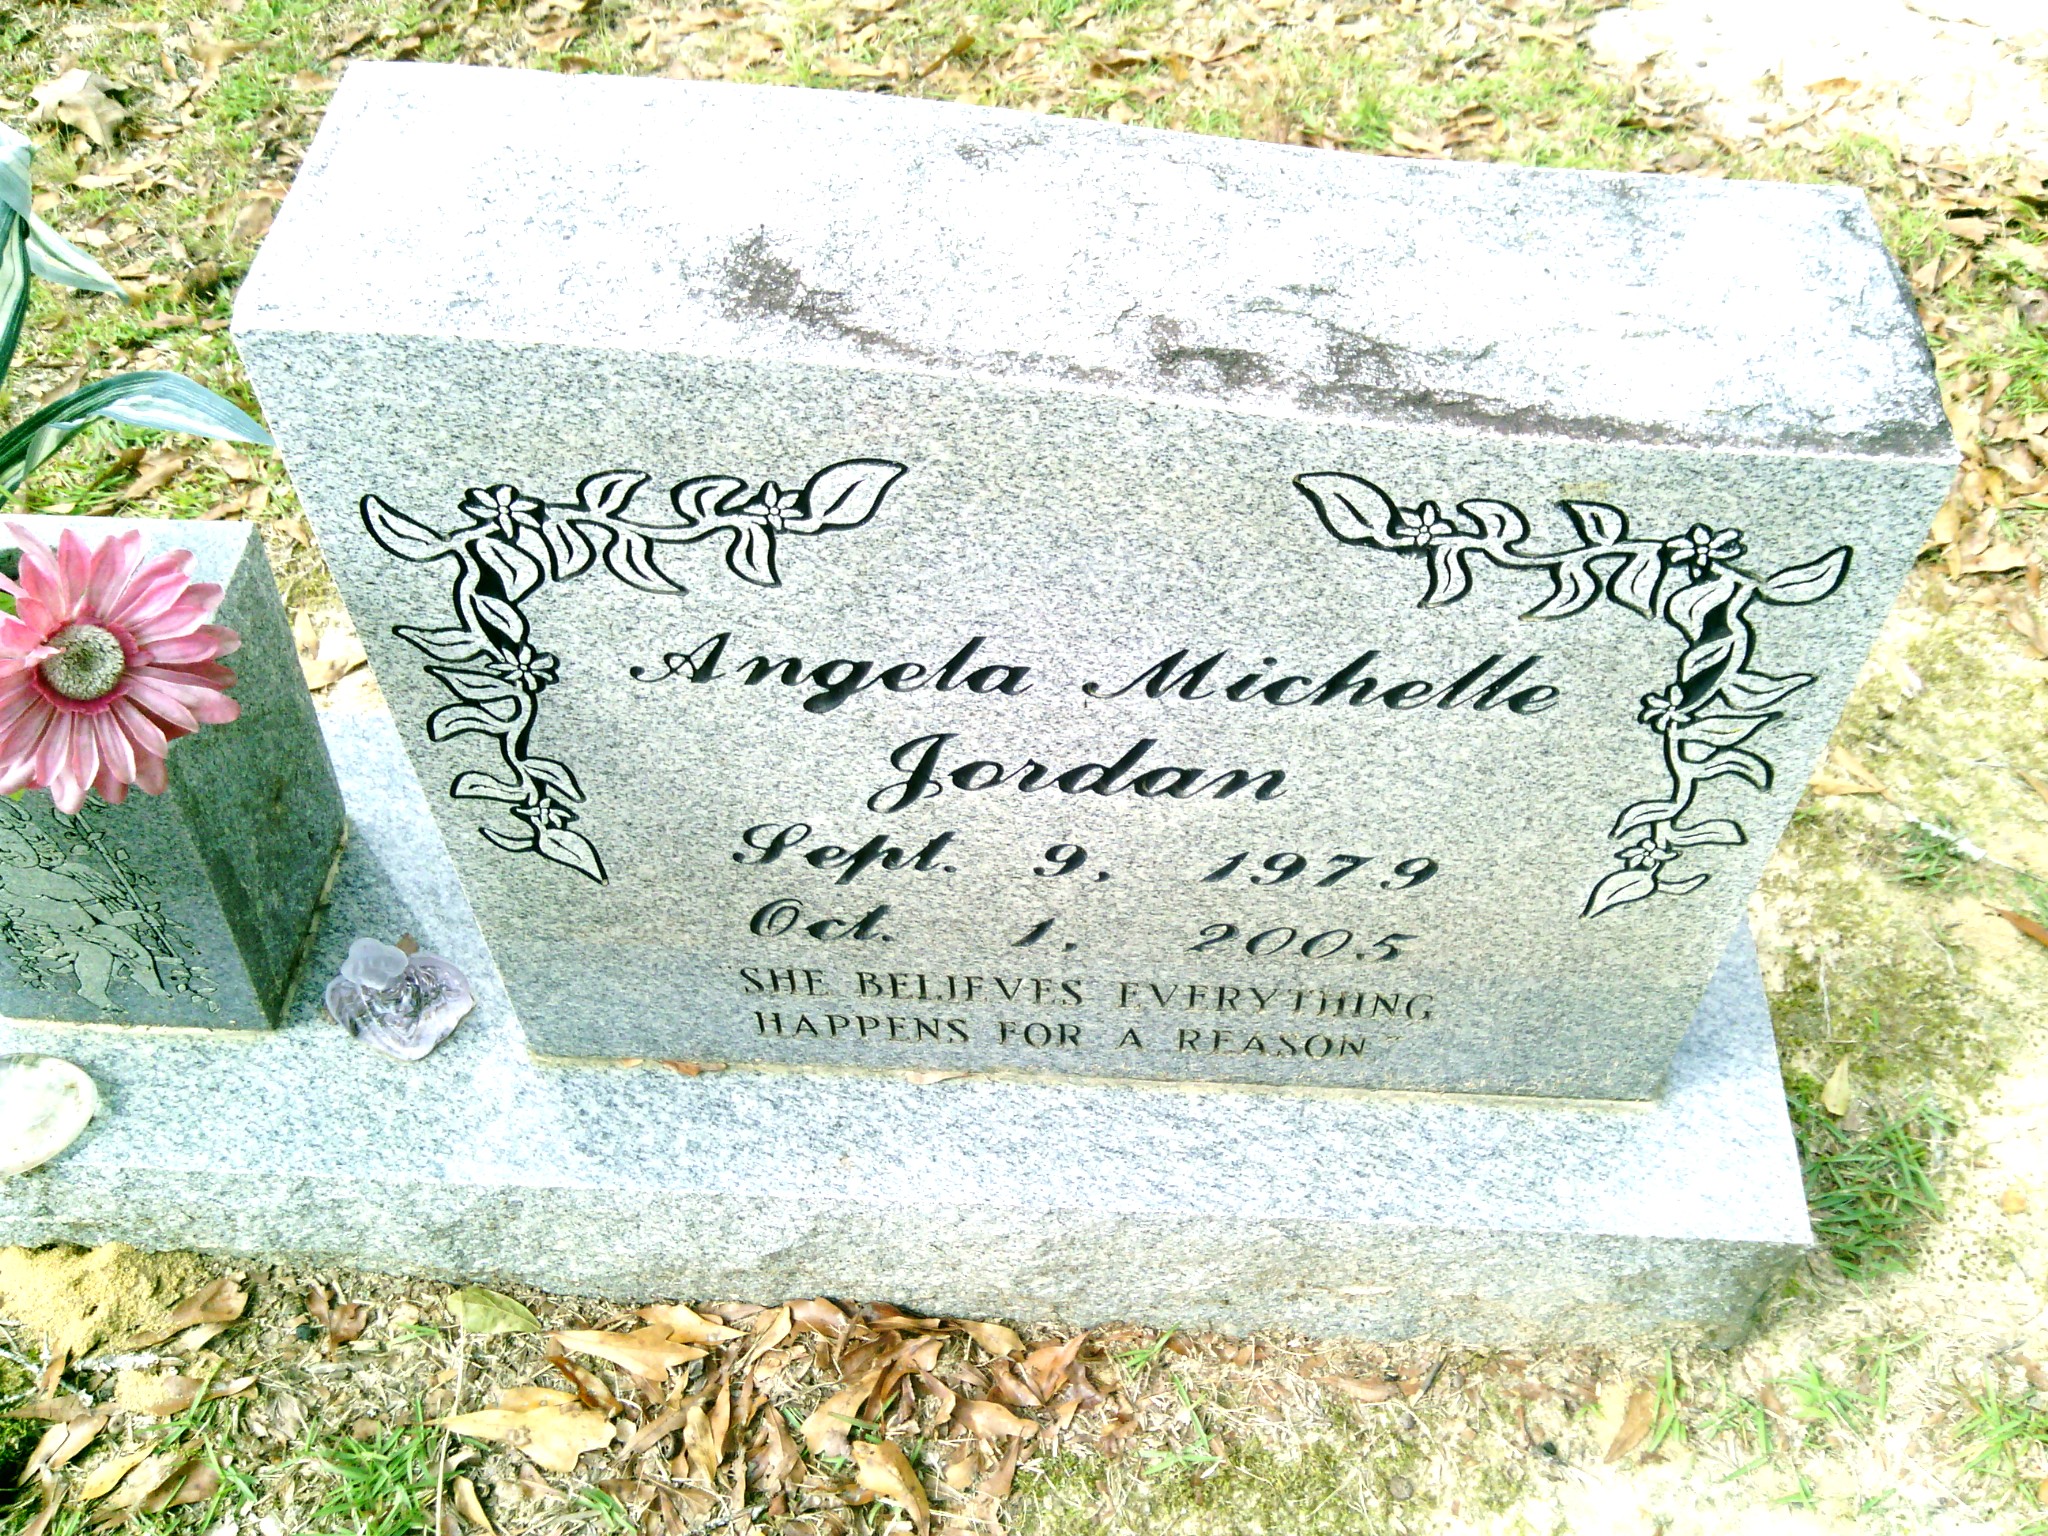 Angela Michelle
Jordan
Sept. 9, 1979
Oct. 1, 2005
"SHE BELIEVES EVERYTHING
HAPPENS FOR A REASON"